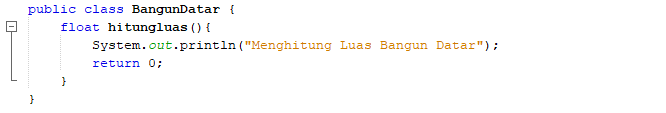 public class BangunDatar {
    float hitungluas(){
        System.out.println("Menghitung Luas Bangun Datar");
        return 0;
    }
}